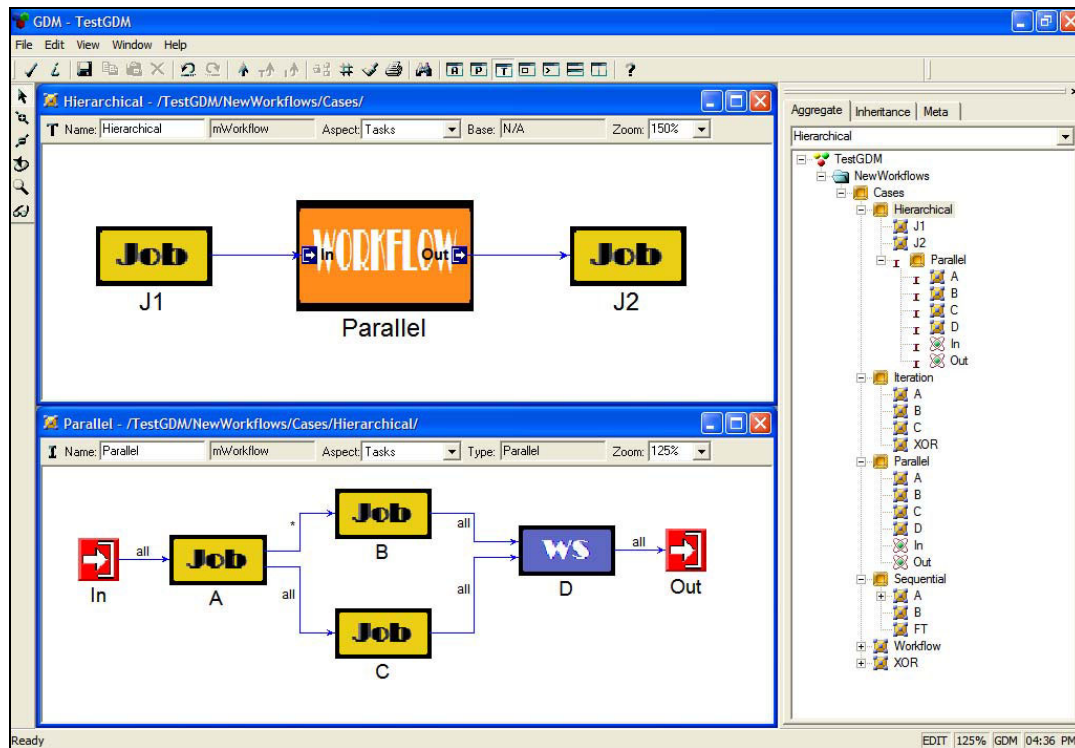 GDM - TestGDM
File Edit View Window Help
Hierarchical - /TestGDM/NewWorkflows/Cases/
T Name: Hierarchical mWorkflow Aspect: Tasks Base: N/A Zoom: 150%
Job
J1
In WORKFLOW Out
Parallel
Job
J2
Parallel - /TestGDM/NewWorkflows/Cases/Hierarchical/
I Name: Parallel mWorkflow Aspect: Tasks Type: Parallel Zoom: 125%
In
all
Job
A
*
all
Job
B
Job
C
all
all
WS
D
all
Out
Aggregate Inheritance Meta
Hierarchical
TestGDM
NewWorkflows
Cases
Hierarchical
J1
J2
I Parallel
I A
I B
I C
I D
I In
I Out
Iteration
A
B
C
XOR
Parallel
A
B
C
D
In
Out
Sequential
A
B
FT
Workflow
XOR
Ready
EDIT 125% GDM 04:36 PM